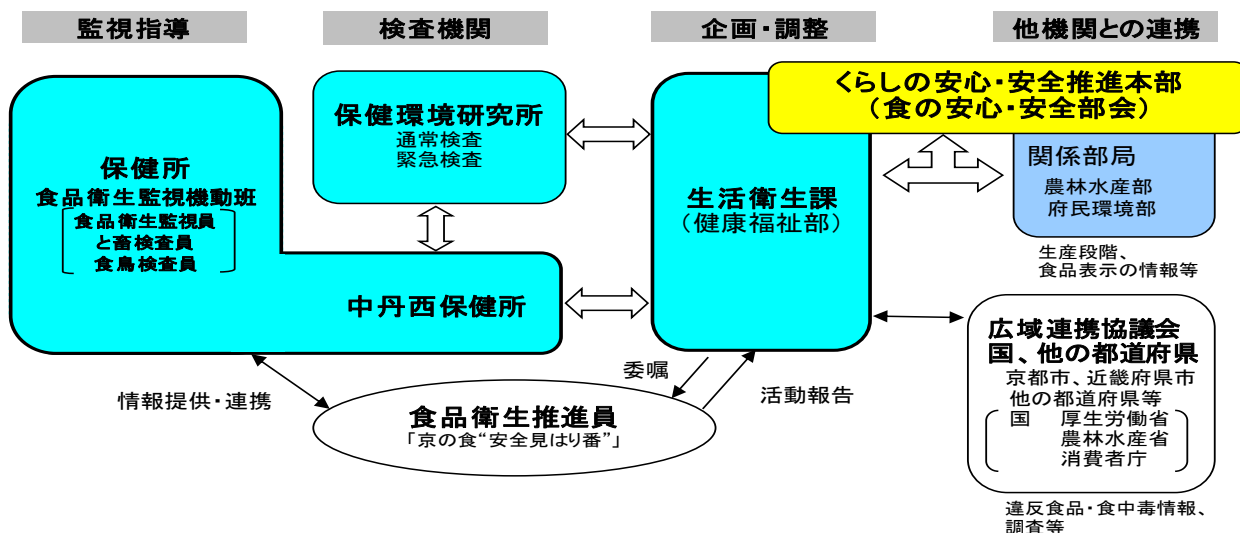 監視指導
検査機関
企画・調整
他機関との連携
くらしの安心・安全推進本部
（食の安心・安全部会）
保健環境研究所
通常検査
緊急検査
関係部局
農林水産部
府民環境部
保健所
食品衛生監視機動班
食品衛生監視員
と畜検査員
食鳥検査員
生活衛生課
（健康福祉部）
生産段階、
食品表示の情報等
中丹西保健所
広域連携協議会
国、他の都道府県
京都市、近畿府県市
他の都道府県等
国 厚生労働省
農林水産省
消費者庁
委嘱
情報提供・連携
活動報告
食品衛生推進員
「京の食“安全見はり番”」
違反食品・食中毒情報、
調査等